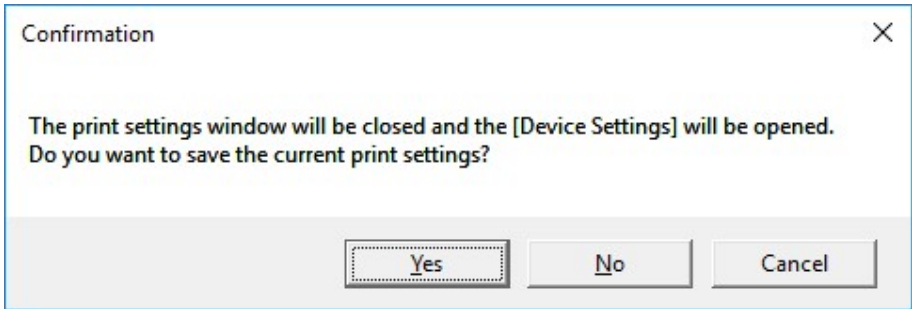 Confirmation
The print settings window will be closed and the [Device Settings] will be opened.
Do you want to save the current print settings?
Yes
No
Cancel